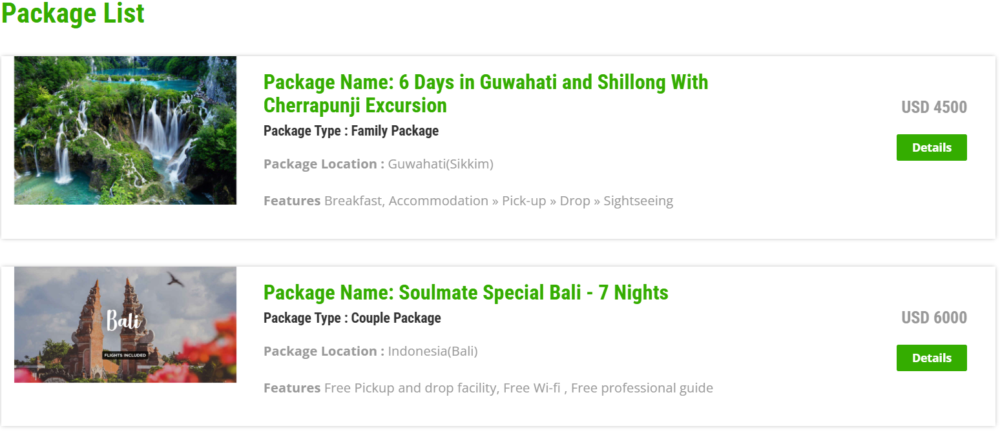 Package List
Package Name: 6 Days in Guwahati and Shillong With
Cherrapunji Excursion
Package Type : Family Package
Package Location : Guwahati(Sikkim)
Features Breakfast, Accommodation » Pick-up » Drop » Sightseeing
USD 4500
Details
Bali
FLIGHTS INCLUDED
Package Name: Soulmate Special Bali - 7 Nights
Package Type : Couple Package
Package Location : Indonesia(Bali)
Features Free Pickup and drop facility, Free Wi-fi , Free professional guide
USD 6000
Details